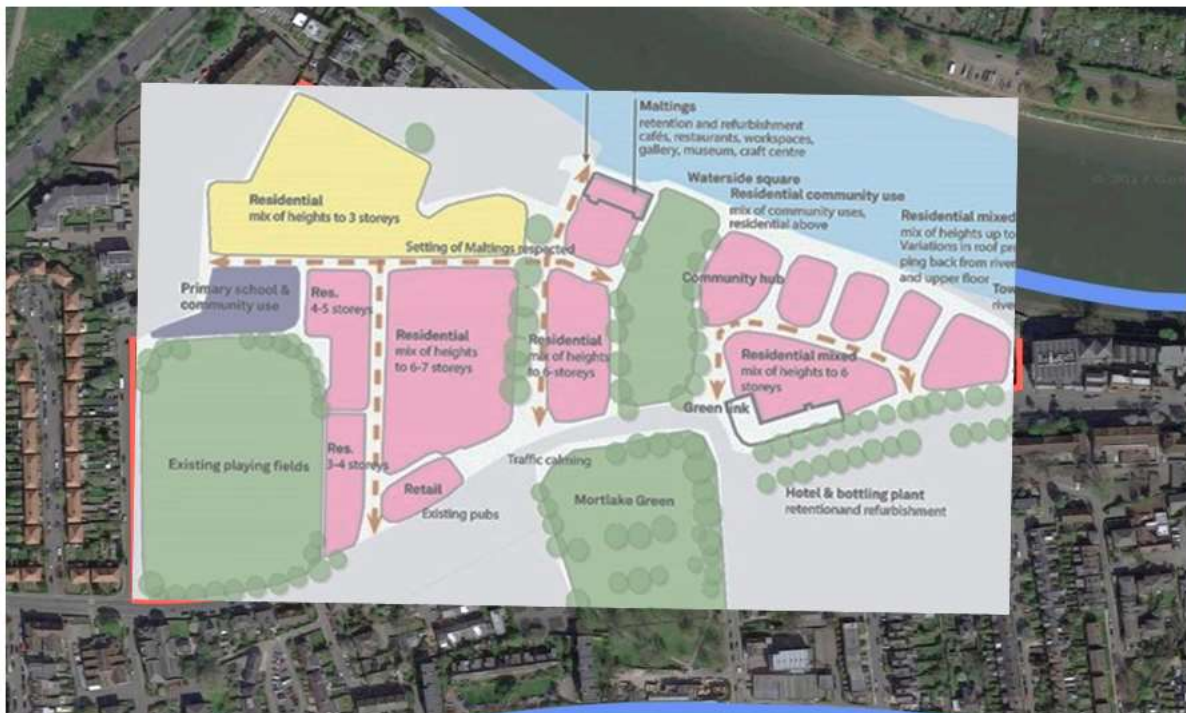 Maltings
retention and refurbishment
cafés, restaurants, workspaces,
gallery, museum, craft centre
Waterside square
Residential community use
mix of community uses,
residential above
Residential mixed
mix of heights up to
Variations in roof pro
ping back from river
and upper floor
Tow
river
Residential
mix of heights to 3 storeys
Setting of Maltings respected
Community hub
Primary school &
community use
Res.
4-5 storeys
Residential
mix of heights
to 6-7 storeys
Residential
mix of heights
to 6-storeys
Residential mixed
mix of heights to 6
storeys
Green link
Existing playing fields
Res.
3-4 storeys
Traffic calming
Retail
Existing pubs
Mortlake Green
Hotel & bottling plant
retentionand refurbishment